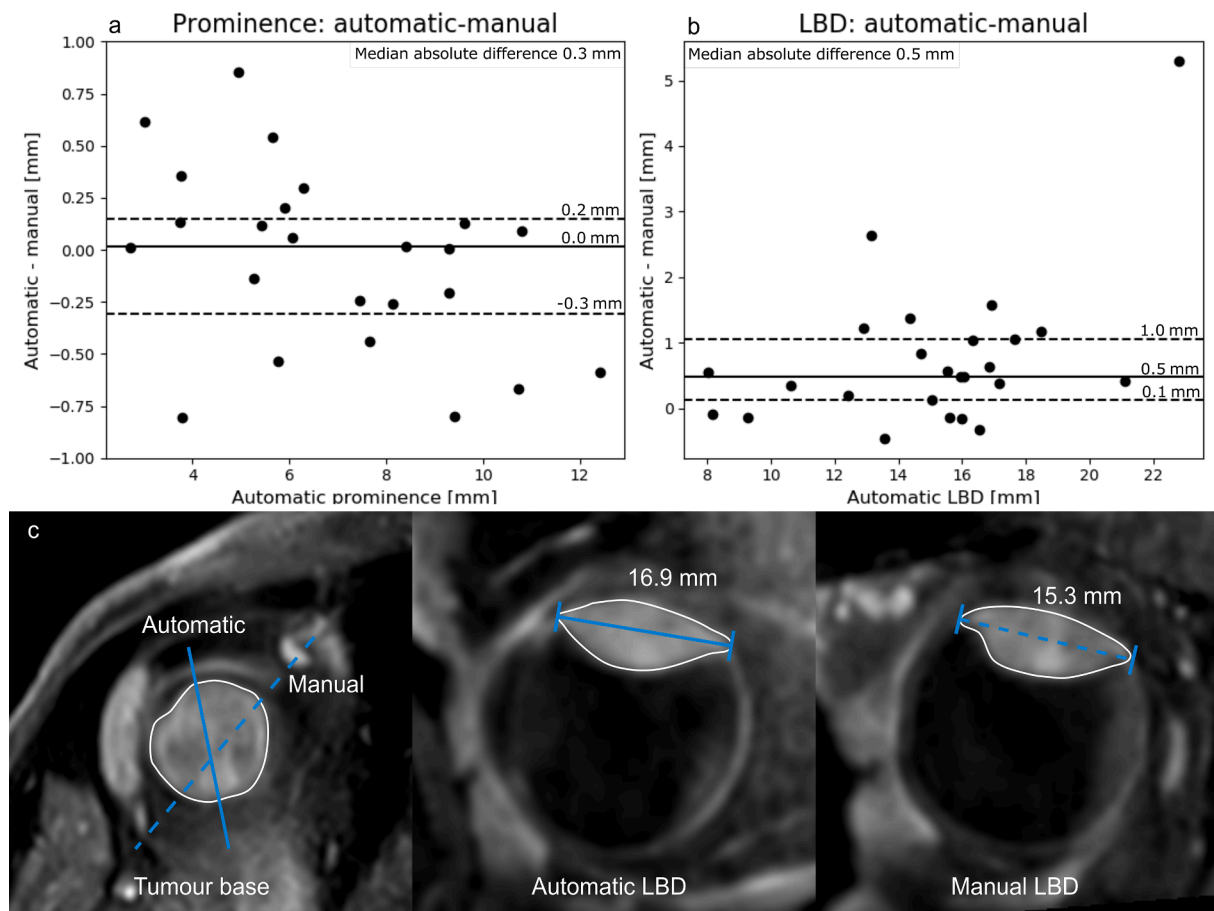 a
Prominence: automatic-manual
Median absolute difference 0.3 mm
Automatic - manual [mm]
1.00
0.75
0.50
0.25
0.00
−0.25
−0.50
−0.75
−1.00
0.2 mm
0.0 mm
-0.3 mm
4
6
8
10
12
Automatic prominence [mm]
b
LBD: automatic-manual
Median absolute difference 0.5 mm
Automatic - manual [mm]
5
4
3
2
1
0
1.0 mm
0.5 mm
0.1 mm
8
10
12
14
16
18
20
22
Automatic LBD [mm]
c
Automatic
Manual
Tumour base
16.9 mm
Automatic LBD
15.3 mm
Manual LBD